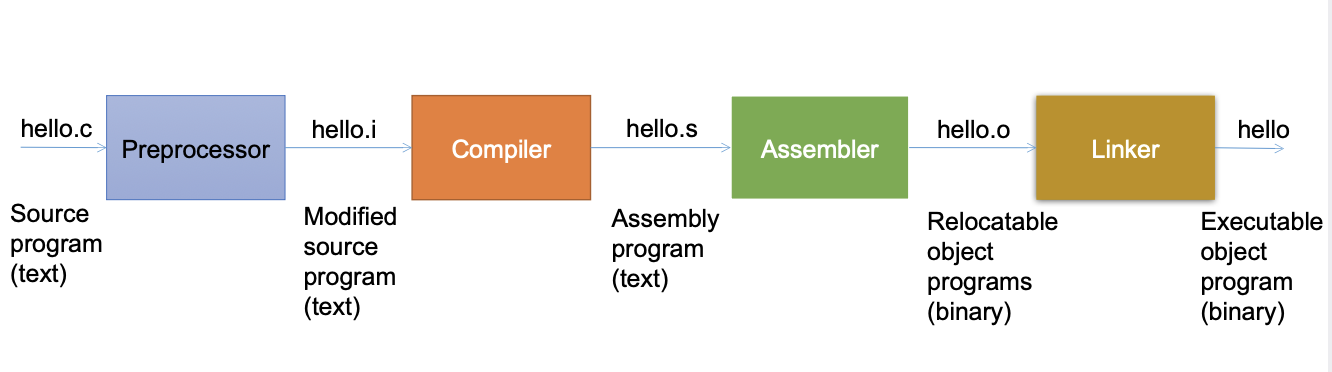 hello.c
Preprocessor
hello.i
Compiler
hello.s
Assembler
hello.o
Linker
hello
Source
program
(text)
Modified
source
program
(text)
Assembly
program
(text)
Relocatable
object
programs
(binary)
Executable
object
program
(binary)